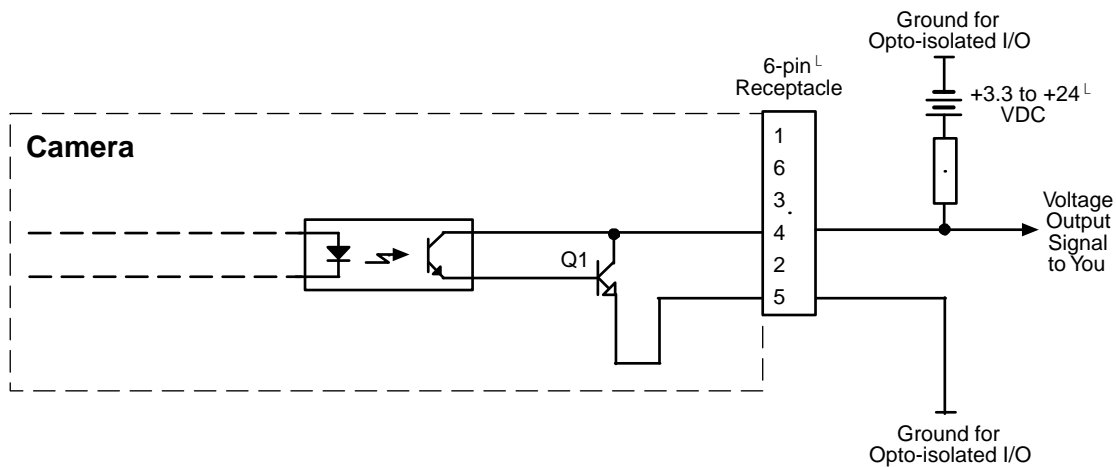 Ground for
Opto-isolated I/O
6-pin
Receptacle
+3.3 to +24
VDC
Camera
1
6
3
4
2
5
Q1
Voltage
Output
Signal
to You
Ground for
Opto-isolated I/O